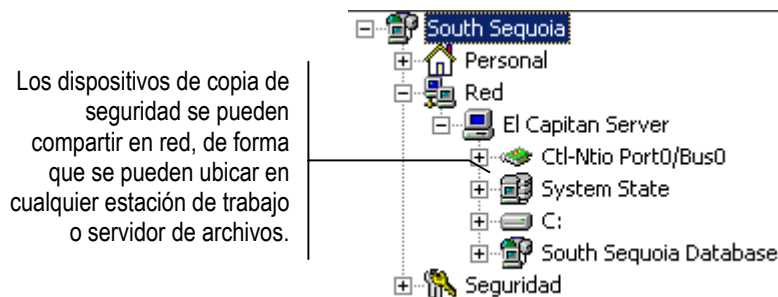 Los dispositivos de copia de
seguridad se pueden
compartir en red, de forma
que se pueden ubicar en
cualquier estación de trabajo
o servidor de archivos.
South Sequoia
Personal
Red
El Capitan Server
Ctl-Ntio Port0/Bus0
System State
C:
South Sequoia Database
Seguridad